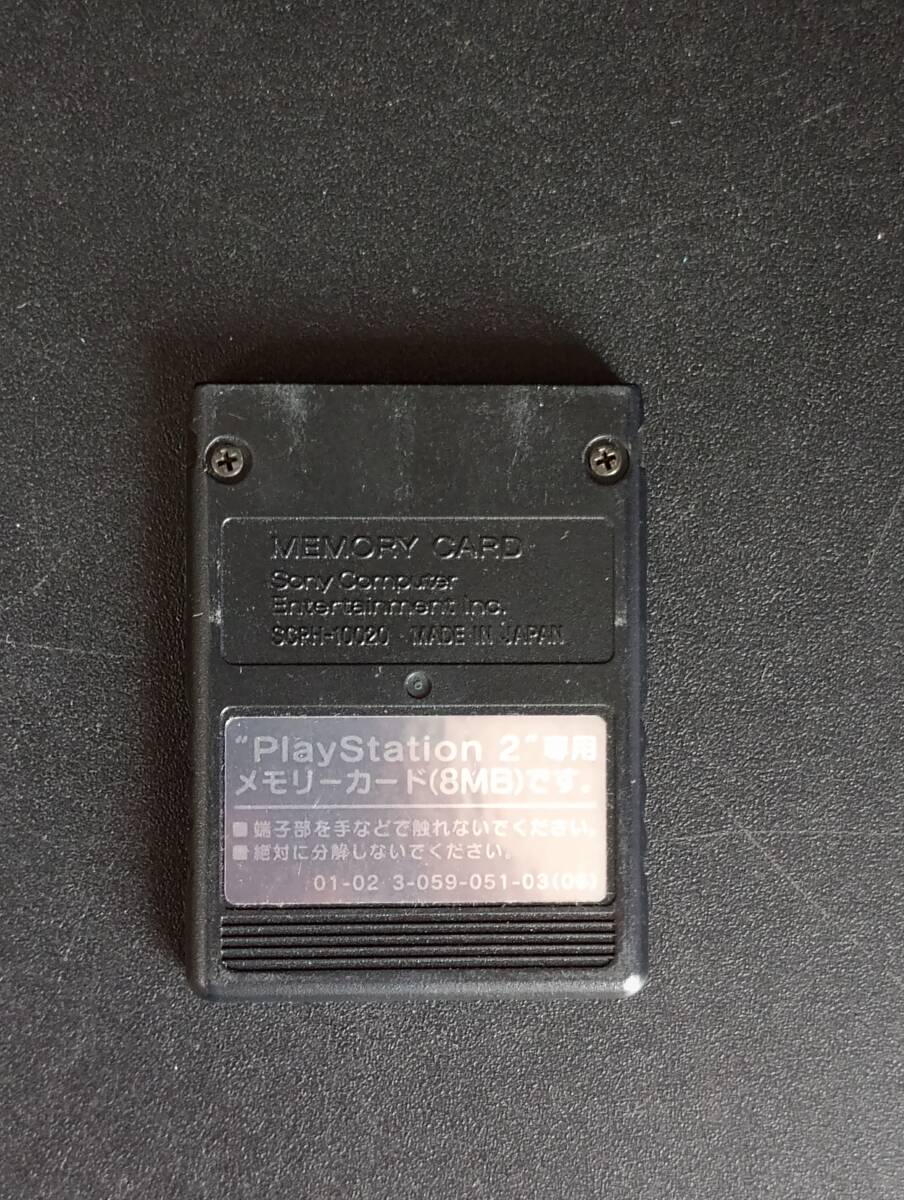 MEMORY CARD
Sony Computer
Entertainment Inc.
SCPH-10020 MADE IN JAPAN
"PlayStation 2"専用
メモリーカード(8MB)です。
■端子部を手などで触れないでください。
■絶対に分解しないでください。
01-02 3-059-051-03(06)